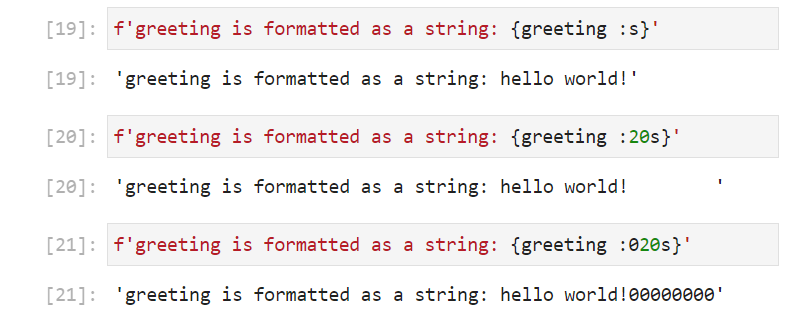 [19]: f'greeting is formatted as a string: {greeting :s}'
[19]: 'greeting is formatted as a string: hello world!'
[20]: f'greeting is formatted as a string: {greeting :20s}'
[20]: 'greeting is formatted as a string: hello world!        '
[21]: f'greeting is formatted as a string: {greeting :020s}'
[21]: 'greeting is formatted as a string: hello world!00000000'